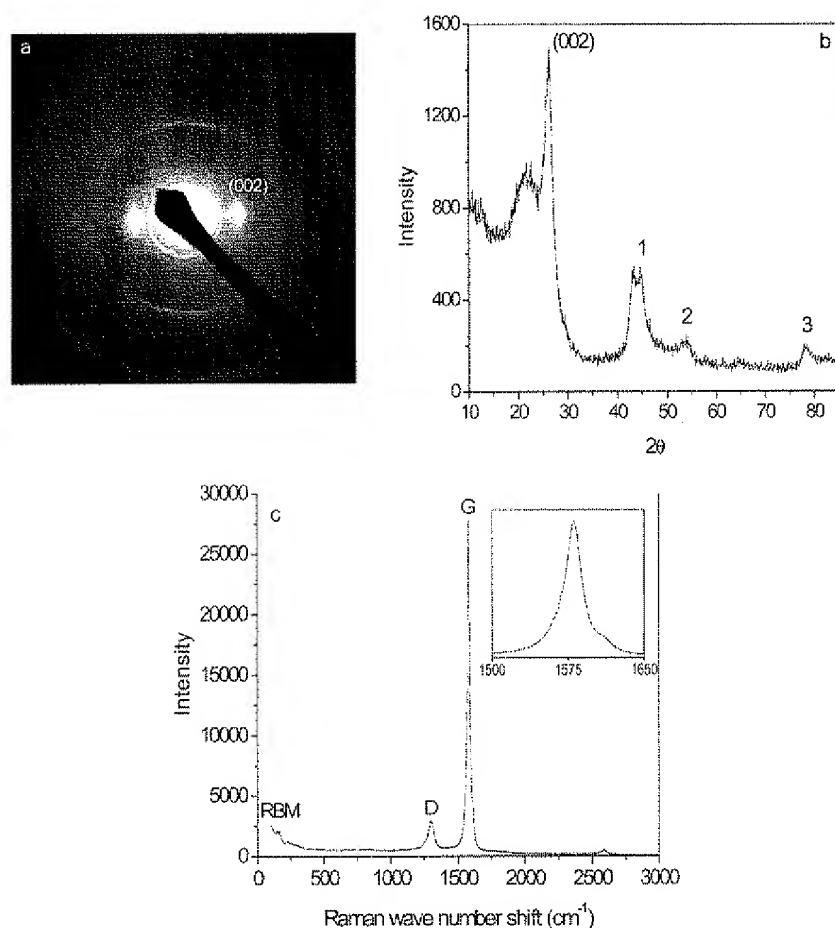 a
(002)
b
(002)
1
2
3
1600
1200
800
400
0
Intensity
10 20 30 40 50 60 70 80
2θ
c
G
D
RBM
30000
25000
20000
15000
10000
5000
0
Intensity
0 500 1000 1500 2000 2500 3000
Raman wave number shift (cm⁻¹)
1500 1575 1650